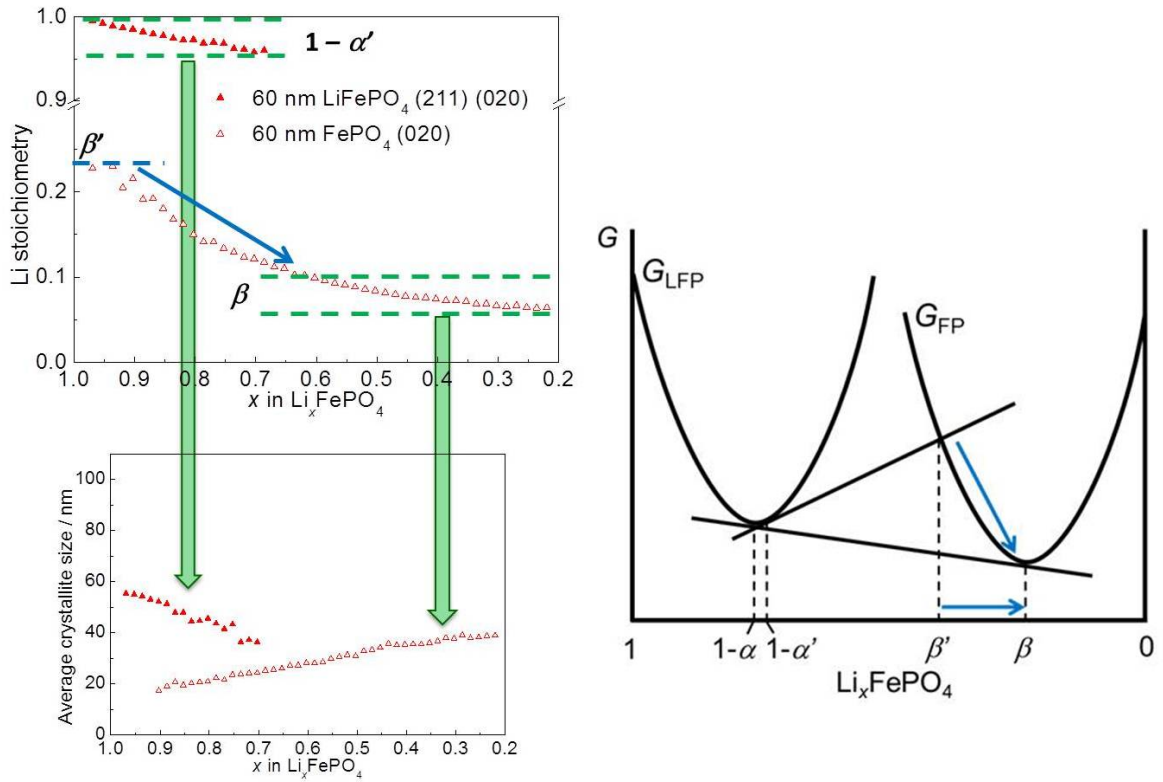 1.0
0.9
0.2
0.1
0.0
Li stoichiometry
1 – α’
60 nm LiFePO₄ (211) (020)
60 nm FePO₄ (020)
β’
β
1.0 0.9 0.8 0.7 0.6 0.5 0.4 0.3 0.2
x in LiₓFePO₄
100
80
60
40
20
0
Average crystallite size / nm
1.0 0.9 0.8 0.7 0.6 0.5 0.4 0.3 0.2
x in LiₓFePO₄
G
G_LFP
G_FP
1 1-α 1-α’ β’ β 0
LiₓFePO₄